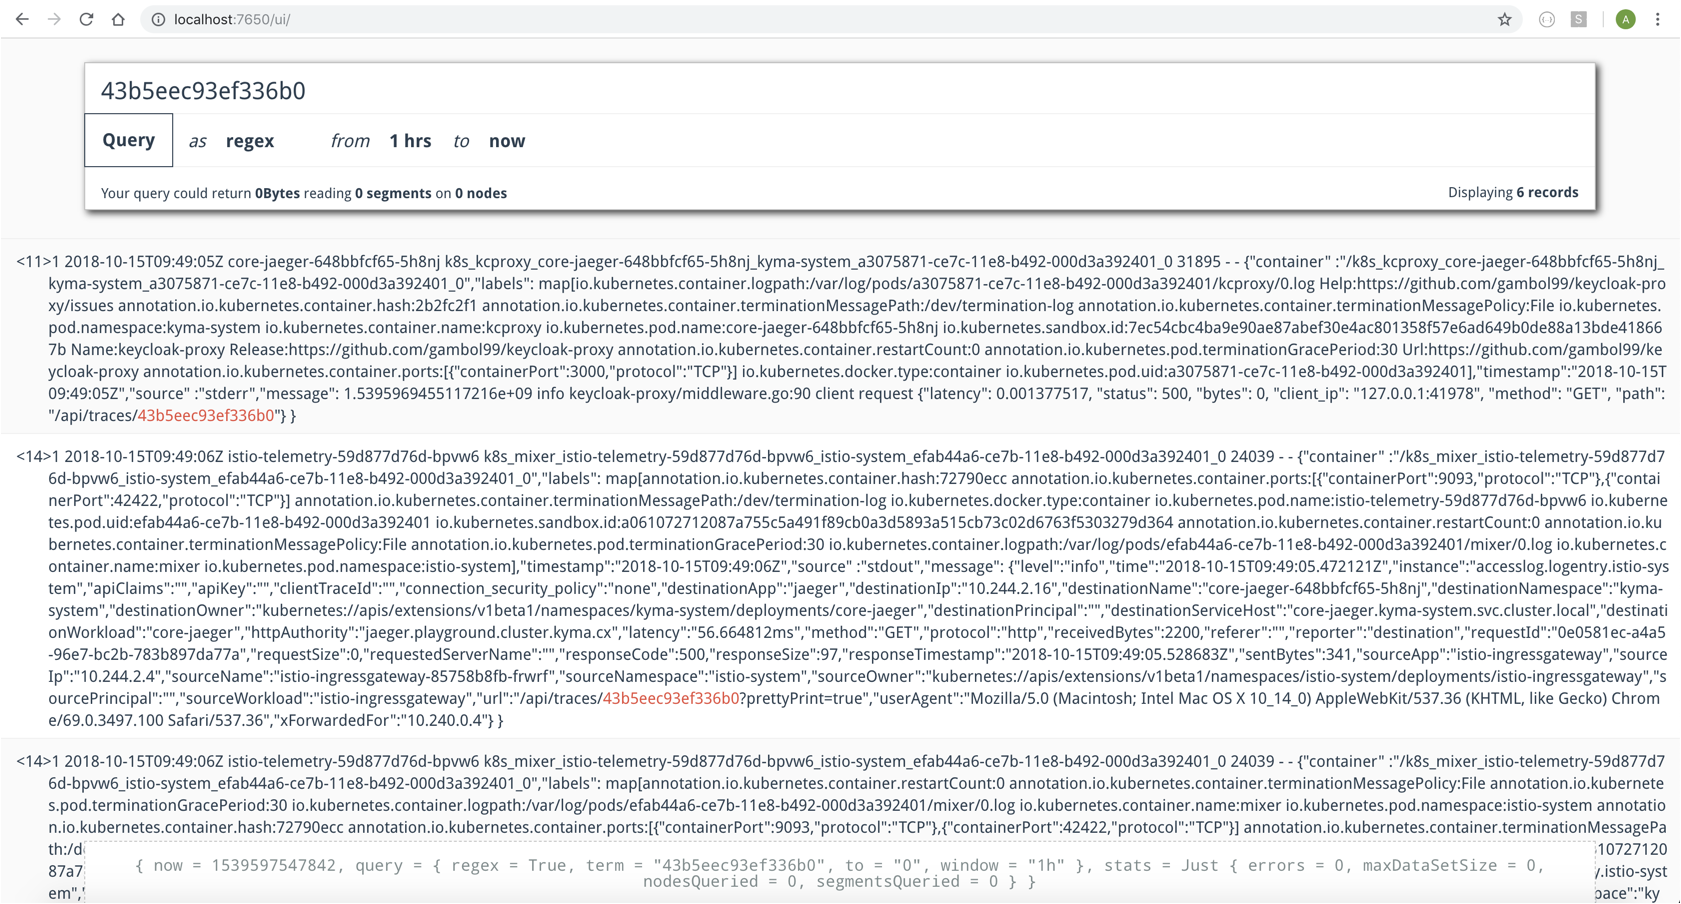 localhost:7650/ui/
S
A
43b5eec93ef336b0
Query as regex from 1 hrs to now
Your query could return 0Bytes reading 0 segments on 0 nodes Displaying 6 records
<11>1 2018-10-15T09:49:05Z core-jaeger-648bbfcf65-5h8nj k8s_kcproxy_core-jaeger-648bbfcf65-5h8nj_kyma-system_a3075871-ce7c-11e8-b492-000d3a392401_0 31895 - - {"container" :"/k8s_kcproxy_core-jaeger-648bbfcf65-5h8nj_
kyma-system_a3075871-ce7c-11e8-b492-000d3a392401_0","labels": map[io.kubernetes.container.logpath:/var/log/pods/a3075871-ce7c-11e8-b492-000d3a392401/kcproxy/0.log Help:https://github.com/gambol99/keycloak-pro
xy/issues annotation.io.kubernetes.container.hash:2b2fc2f1 annotation.io.kubernetes.container.terminationMessagePath:/dev/termination-log annotation.io.kubernetes.container.terminationMessagePolicy:File io.kubernetes.
pod.namespace:kyma-system io.kubernetes.container.name:kcproxy io.kubernetes.pod.name:core-jaeger-648bbfcf65-5h8nj io.kubernetes.sandbox.id:7ec54cbc4ba9e90ae87abef30e4ac801358f57e6ad649b0de88a13bde41866
7b Name:keycloak-proxy Release:https://github.com/gambol99/keycloak-proxy annotation.io.kubernetes.container.restartCount:0 annotation.io.kubernetes.pod.terminationGracePeriod:30 Url:https://github.com/gambol99/ke
ycloak-proxy annotation.io.kubernetes.container.ports:[{"containerPort":3000,"protocol":"TCP"}] io.kubernetes.docker.type:container io.kubernetes.pod.uid:a3075871-ce7c-11e8-b492-000d3a392401],"timestamp":"2018-10-15T
09:49:05Z","source" :"stderr","message": 1.5395969455117216e+09 info keycloak-proxy/middleware.go:90 client request {"latency": 0.001377517, "status": 500, "bytes": 0, "client_ip": "127.0.0.1:41978", "method": "GET", "path":
"/api/traces/43b5eec93ef336b0"} }
<14>1 2018-10-15T09:49:06Z istio-telemetry-59d877d76d-bpvw6 k8s_mixer_istio-telemetry-59d877d76d-bpvw6_istio-system_efab44a6-ce7b-11e8-b492-000d3a392401_0 24039 - - {"container" :"/k8s_mixer_istio-telemetry-59d877d7
6d-bpvw6_istio-system_efab44a6-ce7b-11e8-b492-000d3a392401_0","labels": map[annotation.io.kubernetes.container.hash:72790ecc annotation.io.kubernetes.container.ports:[{"containerPort":9093,"protocol":"TCP"},{"contai
nerPort":42422,"protocol":"TCP"}] annotation.io.kubernetes.container.terminationMessagePath:/dev/termination-log io.kubernetes.docker.type:container io.kubernetes.pod.name:istio-telemetry-59d877d76d-bpvw6 io.kuberne
tes.pod.uid:efab44a6-ce7b-11e8-b492-000d3a392401 io.kubernetes.sandbox.id:a061072712087a755c5a491f89cb0a3d5893a515cb73c02d6763f5303279d364 annotation.io.kubernetes.container.restartCount:0 annotation.io.ku
bernetes.container.terminationMessagePolicy:File annotation.io.kubernetes.pod.terminationGracePeriod:30 io.kubernetes.container.logpath:/var/log/pods/efab44a6-ce7b-11e8-b492-000d3a392401/mixer/0.log io.kubernetes.c
ontainer.name:mixer io.kubernetes.pod.namespace:istio-system],"timestamp":"2018-10-15T09:49:06Z","source" :"stdout","message": {"level":"info","time":"2018-10-15T09:49:05.472121Z","instance":"accesslog.logentry.istio-sys
tem","apiClaims":"","apiKey":"","clientTraceId":"","connection_security_policy":"none","destinationApp":"jaeger","destinationIp":"10.244.2.16","destinationName":"core-jaeger-648bbfcf65-5h8nj","destinationNamespace":"kyma-
system","destinationOwner":"kubernetes://apis/extensions/v1beta1/namespaces/kyma-system/deployments/core-jaeger","destinationPrincipal":"","destinationServiceHost":"core-jaeger.kyma-system.svc.cluster.local","destinati
onWorkload":"core-jaeger","httpAuthority":"jaeger.playground.cluster.kyma.cx","latency":"56.664812ms","method":"GET","protocol":"http","receivedBytes":2200,"referer":"","reporter":"destination","requestId":"0e0581ec-a4a5
-96e7-bc2b-783b897da77a","requestSize":0,"requestedServerName":"","responseCode":500,"responseSize":97,"responseTimestamp":"2018-10-15T09:49:05.528683Z","sentBytes":341,"sourceApp":"istio-ingressgateway","source
Ip":"10.244.2.4","sourceName":"istio-ingressgateway-85758b8fb-frwrf","sourceNamespace":"istio-system","sourceOwner":"kubernetes://apis/extensions/v1beta1/namespaces/istio-system/deployments/istio-ingressgateway","s
ourcePrincipal":"","sourceWorkload":"istio-ingressgateway","url":"/api/traces/43b5eec93ef336b0?prettyPrint=true","userAgent":"Mozilla/5.0 (Macintosh; Intel Mac OS X 10_14_0) AppleWebKit/537.36 (KHTML, like Gecko) Chrom
e/69.0.3497.100 Safari/537.36","xForwardedFor":"10.240.0.4"} }
<14>1 2018-10-15T09:49:06Z istio-telemetry-59d877d76d-bpvw6 k8s_mixer_istio-telemetry-59d877d76d-bpvw6_istio-system_efab44a6-ce7b-11e8-b492-000d3a392401_0 24039 - - {"container" :"/k8s_mixer_istio-telemetry-59d877d7
6d-bpvw6_istio-system_efab44a6-ce7b-11e8-b492-000d3a392401_0","labels": map[annotation.io.kubernetes.container.restartCount:0 annotation.io.kubernetes.container.terminationMessagePolicy:File annotation.io.kubernete
s.pod.terminationGracePeriod:30 io.kubernetes.container.logpath:/var/log/pods/efab44a6-ce7b-11e8-b492-000d3a392401/mixer/0.log io.kubernetes.container.name:mixer io.kubernetes.pod.namespace:istio-system annotatio
n.io.kubernetes.container.hash:72790ecc annotation.io.kubernetes.container.ports:[{"containerPort":9093,"protocol":"TCP"},{"containerPort":42422,"protocol":"TCP"}] annotation.io.kubernetes.container.terminationMessagePa
th:/d 10727120
{ now = 1539597547842, query = { regex = True, term = "43b5eec93ef336b0", to = "0", window = "1h" }, stats = Just { errors = 0, maxDataSetSize = 0,
87a7 .istio-syst
nodesQueried = 0, segmentsQueried = 0 } }
em"," pace":"ky